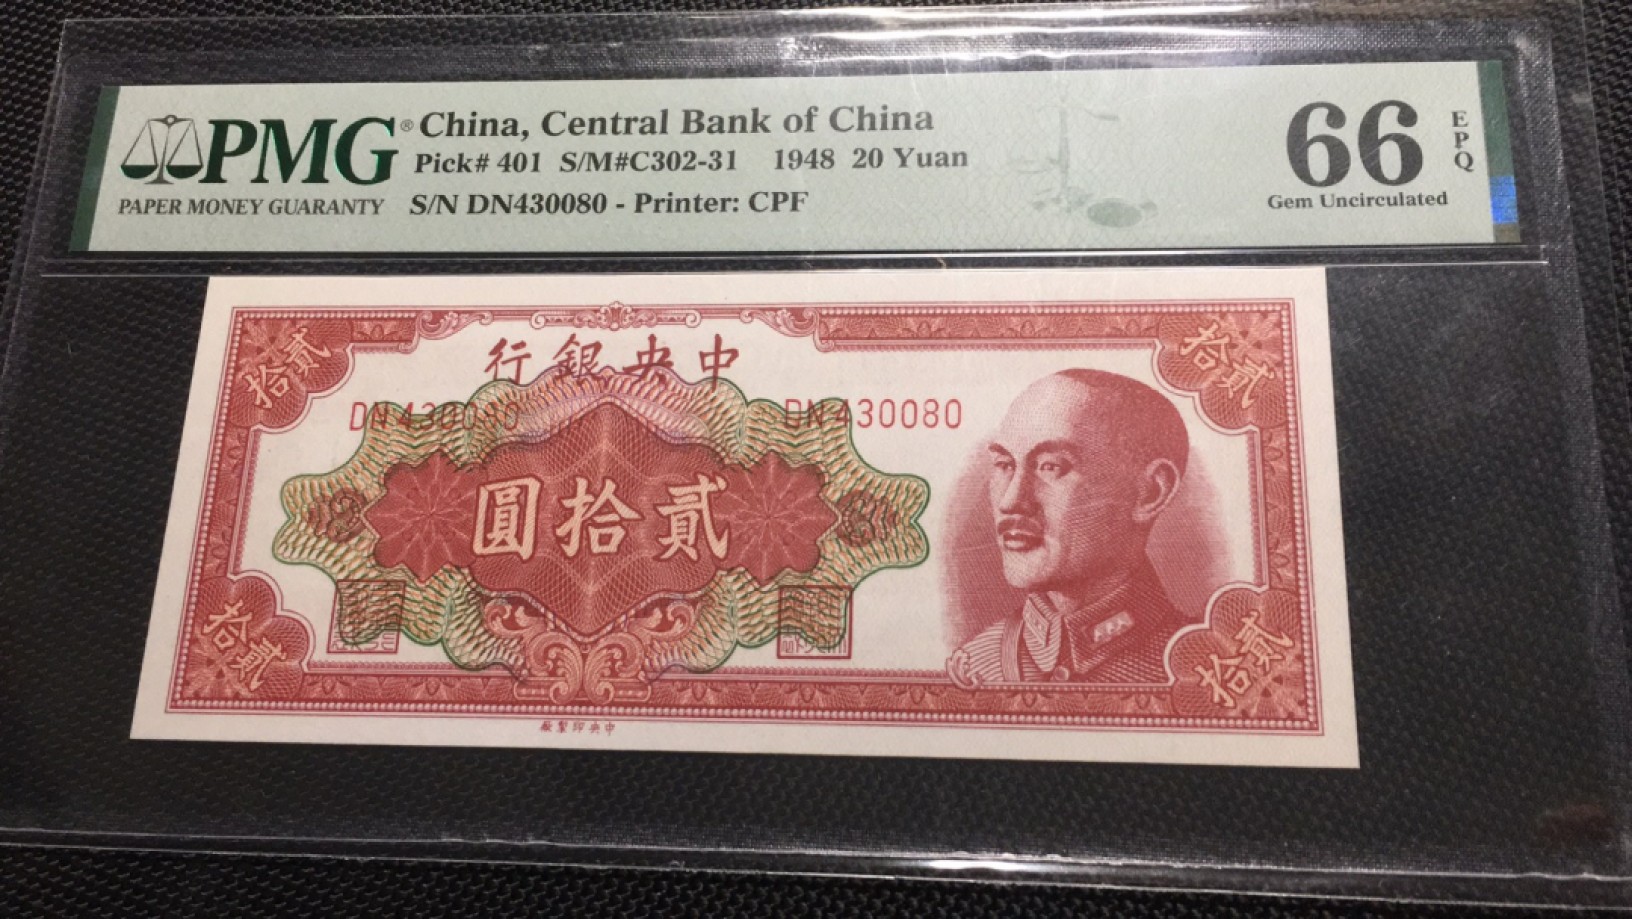 PMG® China, Central Bank of China
Pick# 401 S/M#C302-31 1948 20 Yuan
PAPER MONEY GUARANTY S/N DN430080 - Printer: CPF
66 EPQ
Gem Uncirculated
行銀央中
拾貳
拾貳
DN430080 DN430080
圓拾貳
拾貳
拾貳
廠製印央中